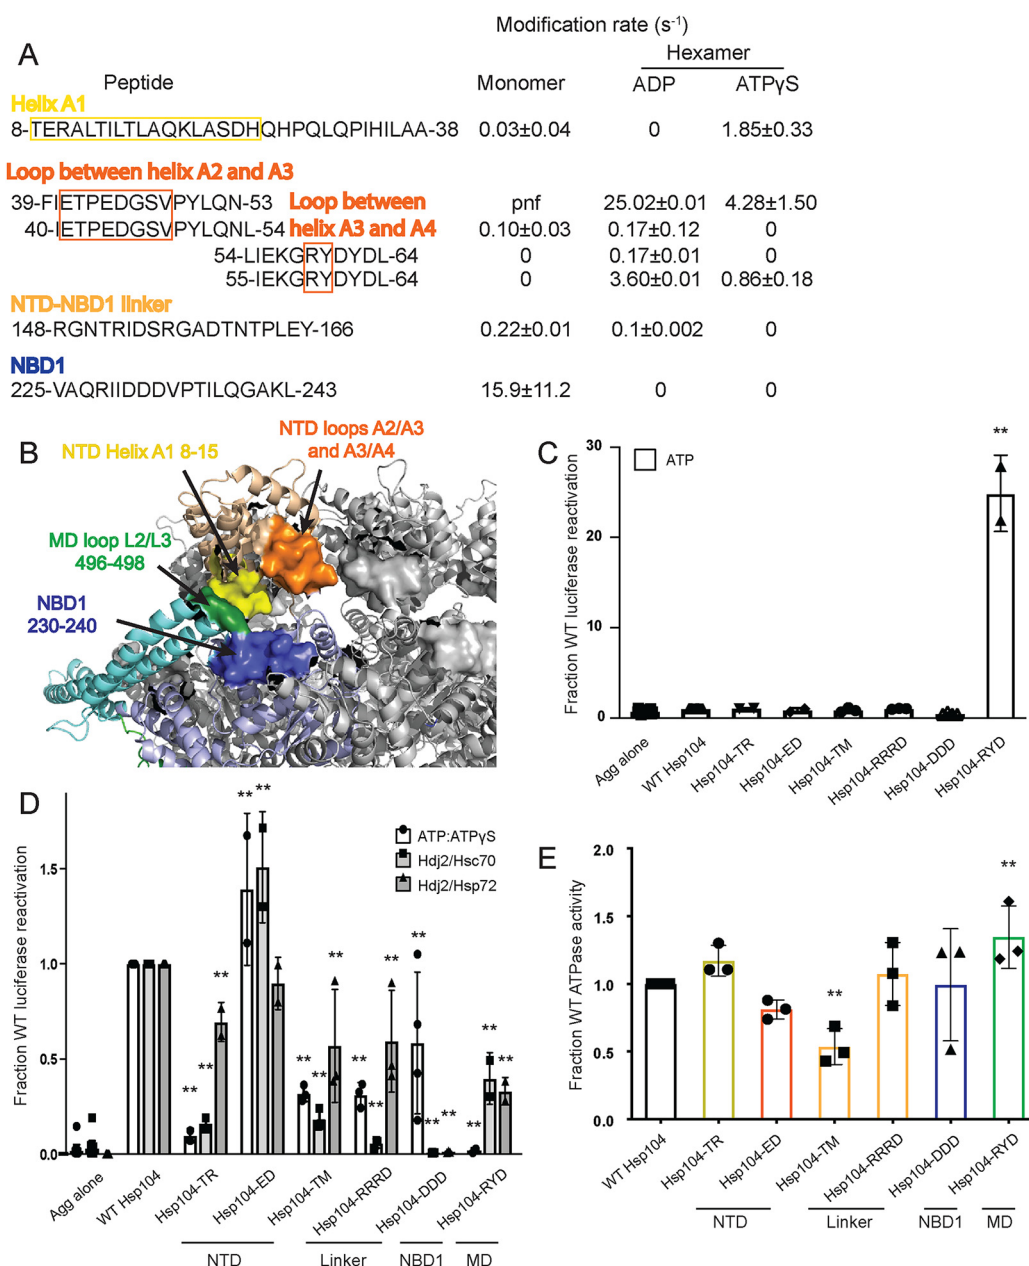 Modification rate (s⁻¹)
A
Hexamer
Peptide Monomer ADP ATPγS
Helix A1
8-TERALTILTLAQKLASDHQHPQLQPIHILAA-38 0.03±0.04 0 1.85±0.33
Loop between helix A2 and A3
39-FIETPEDGSVPYLQN-53 pnf 25.02±0.01 4.28±1.50
Loop between
helix A3 and A4
40-IETPEDGSVPYLQNL-54 0.10±0.03 0.17±0.12 0
54-LIEKGRYDYDL-64 0 0.17±0.01 0
55-IEKGRYDYDL-64 0 3.60±0.01 0.86±0.18
NTD-NBD1 linker
148-RGNTRIDSRGADTNTPLEY-166 0.22±0.01 0.1±0.002 0
NBD1
225-VAQRIIDDDVPTILQGAKL-243 15.9±11.2 0 0
B
NTD Helix A1 8-15
NTD loops A2/A3
and A3/A4
MD loop L2/L3
496-498
NBD1
230-240
C
Fraction WT luciferase reactivation
30
20
10
0
ATP
**
Agg alone
WT Hsp104
Hsp104-TR
Hsp104-ED
Hsp104-TM
Hsp104-RRRD
Hsp104-DDD
Hsp104-RYD
D
Fraction WT luciferase reactivation
1.5
1.0
0.5
0.0
ATP:ATPγS
Hdj2/Hsc70
Hdj2/Hsp72
** ** ** ** ** ** ** ** ** ** ** ** ** ** ** ** **
Agg alone
WT Hsp104
Hsp104-TR
Hsp104-ED
Hsp104-TM
Hsp104-RRRD
Hsp104-DDD
Hsp104-RYD
NTD
Linker
NBD1
MD
E
Fraction WT ATPase activity
2.0
1.5
1.0
0.5
0.0
**
**
WT Hsp104
Hsp104-TR
Hsp104-ED
Hsp104-TM
Hsp104-RRRD
Hsp104-DDD
Hsp104-RYD
NTD
Linker
NBD1
MD